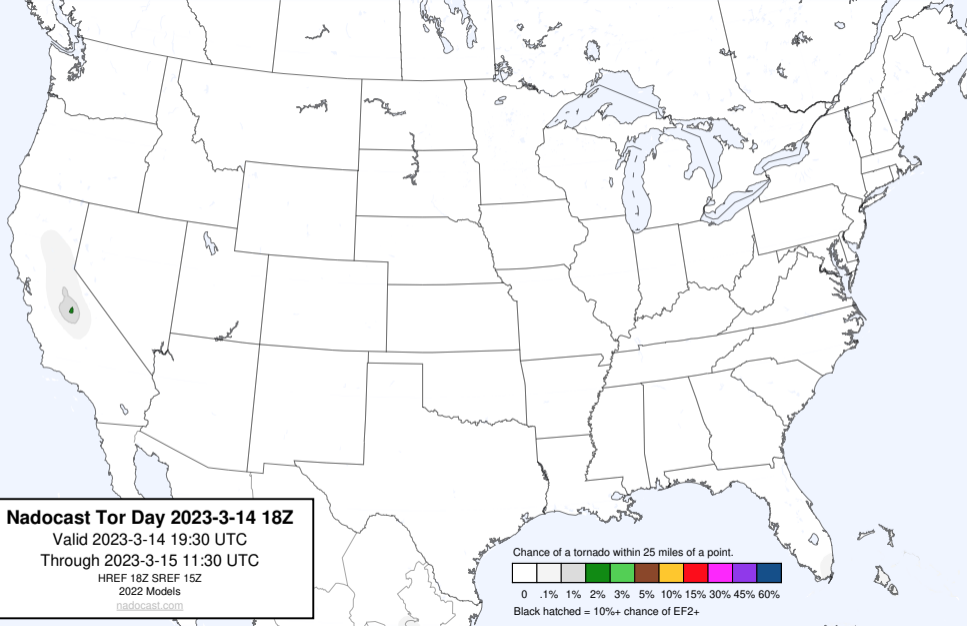 Nadocast Tor Day 2023-3-14 18Z
Valid 2023-3-14 19:30 UTC
Through 2023-3-15 11:30 UTC
HREF 18Z SREF 15Z
2022 Models
nadocast.com
Chance of a tornado within 25 miles of a point.
0 .1% 1% 2% 3% 5% 10% 15% 30% 45% 60%
Black hatched = 10%+ chance of EF2+